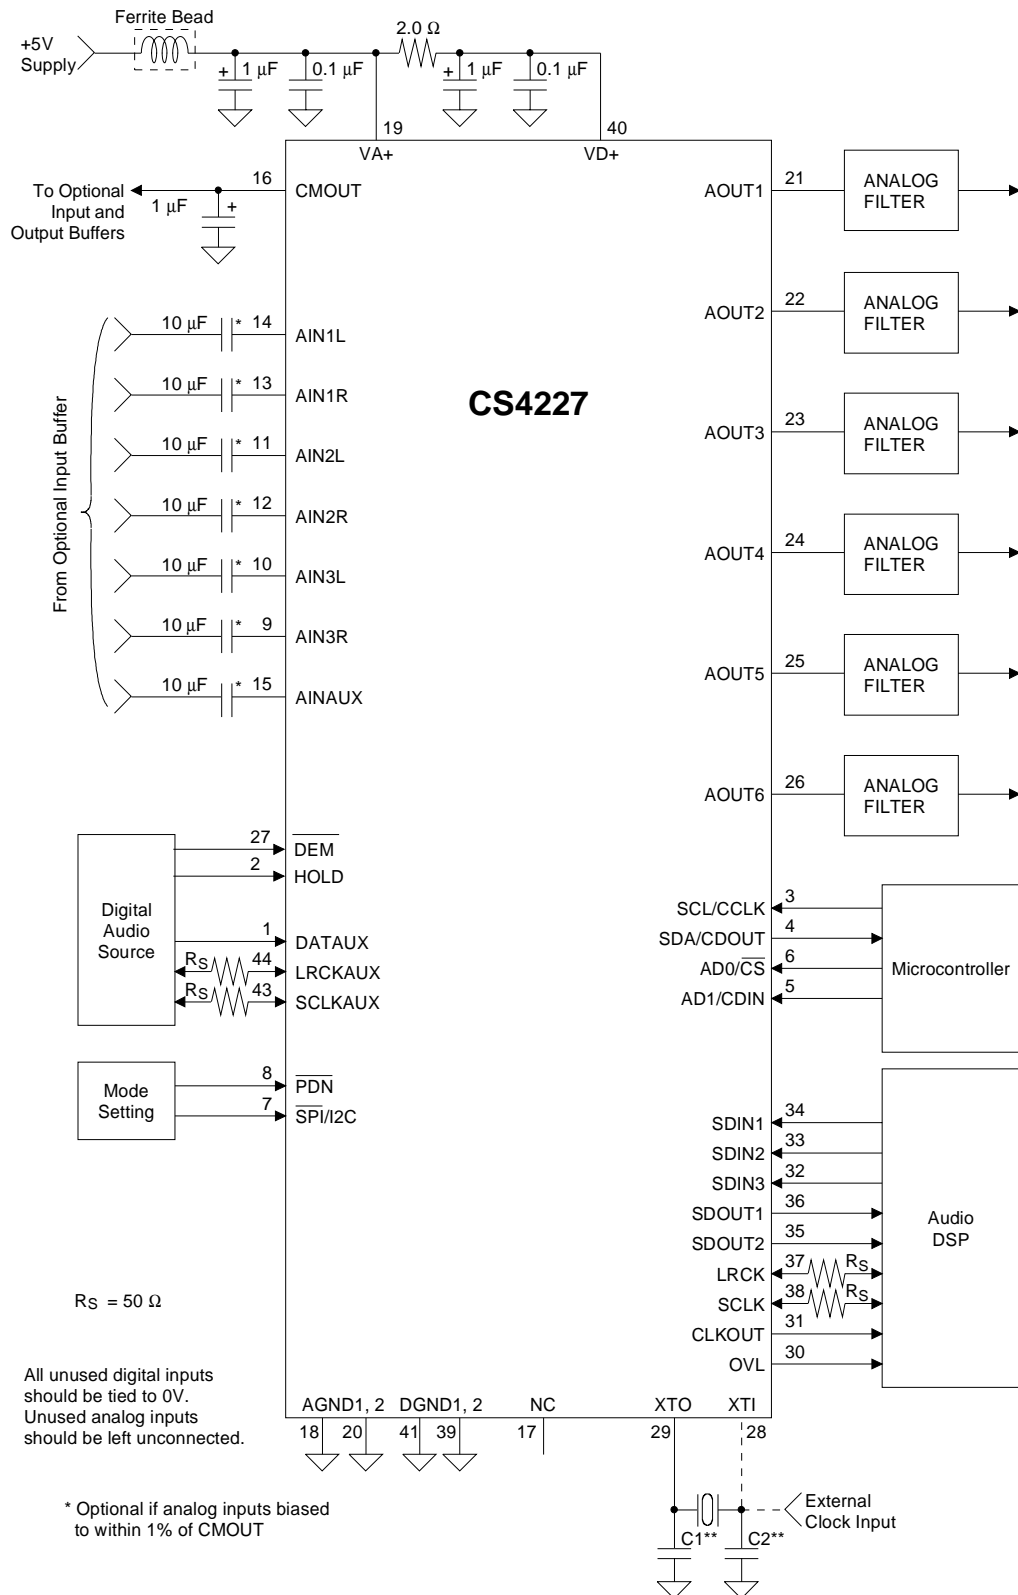 Ferrite Bead
+5V
Supply
2.0 Ω
+ 1 µF
0.1 µF
+ 1 µF
0.1 µF
19
40
VA+
VD+
To Optional
Input and
Output Buffers
16
CMOUT
1 µF
+
From Optional Input Buffer
10 µF * 14 AIN1L
10 µF * 13 AIN1R
10 µF * 11 AIN2L
10 µF * 12 AIN2R
10 µF * 10 AIN3L
10 µF * 9 AIN3R
10 µF * 15 AINAUX
CS4227
AOUT1 21 ANALOG
FILTER
AOUT2 22 ANALOG
FILTER
AOUT3 23 ANALOG
FILTER
AOUT4 24 ANALOG
FILTER
AOUT5 25 ANALOG
FILTER
AOUT6 26 ANALOG
FILTER
Digital
Audio
Source
27 DEM
2 HOLD
1 DATAUX
RS 44 LRCKAUX
RS 43 SCLKAUX
Mode
Setting
8 PDN
7 SPI/I2C
SCL/CCLK 3
SDA/CDOUT 4
AD0/CS 6
AD1/CDIN 5
Microcontroller
SDIN1 34
SDIN2 33
SDIN3 32
SDOUT1 36
SDOUT2 35
LRCK 37 RS
SCLK 38 RS
CLKOUT 31
OVL 30
Audio
DSP
RS = 50 Ω
All unused digital inputs
should be tied to 0V.
Unused analog inputs
should be left unconnected.
AGND1, 2 DGND1, 2 NC XTO XTI
18 20 41 39 17 29 28
* Optional if analog inputs biased
to within 1% of CMOUT
External
Clock Input
C1** C2**